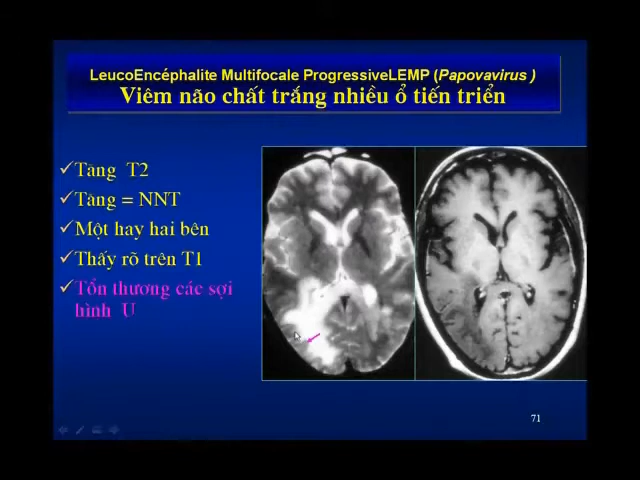 LeucoEncéphalite Multifocale ProgressiveLEMP (Papovavirus )
Viêm não chất trắng nhiều ổ tiến triển
Tăng T2
Tăng = NNT
Một hay hai bên
Thấy rõ trên T1
Tổn thương các sợi
hình U
71